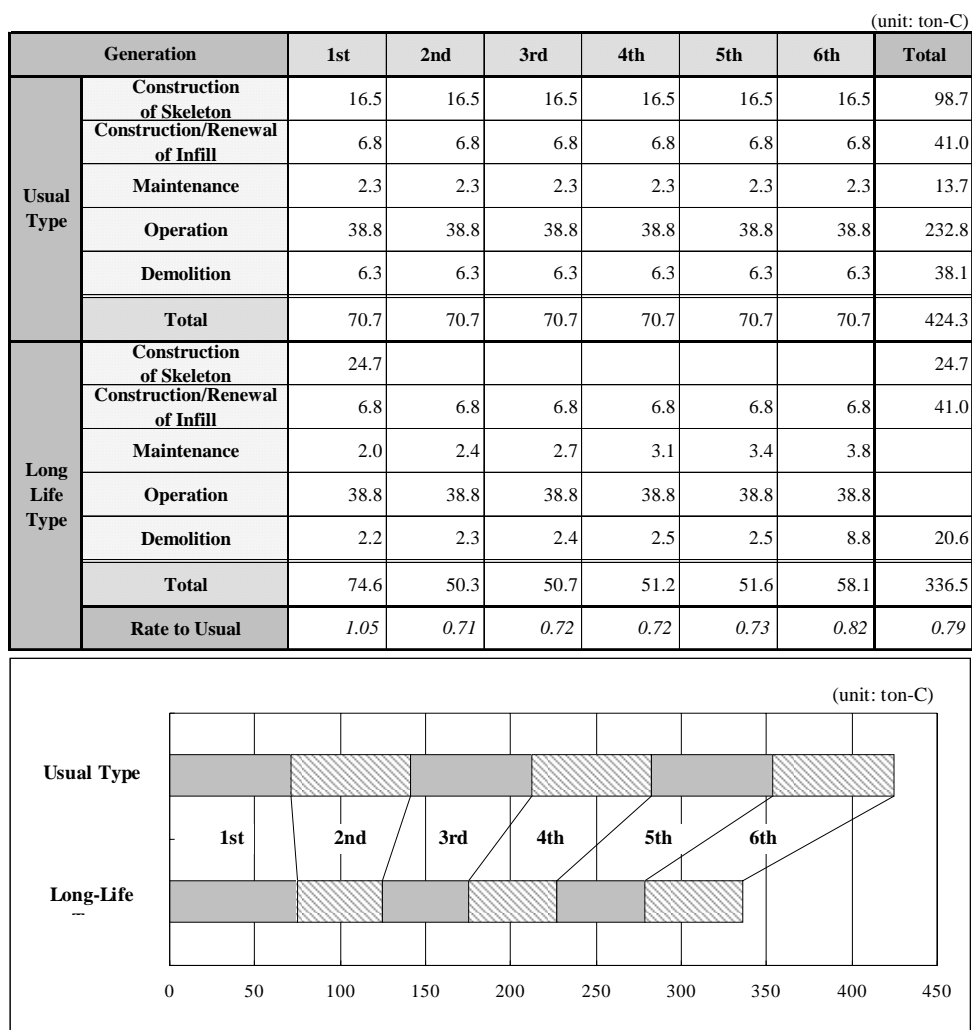 (unit: ton-C)
Generation 1st 2nd 3rd 4th 5th 6th Total
Usual Type
Construction
of Skeleton 16.5 16.5 16.5 16.5 16.5 16.5 98.7
Construction/Renewal
of Infill 6.8 6.8 6.8 6.8 6.8 6.8 41.0
Maintenance 2.3 2.3 2.3 2.3 2.3 2.3 13.7
Operation 38.8 38.8 38.8 38.8 38.8 38.8 232.8
Demolition 6.3 6.3 6.3 6.3 6.3 6.3 38.1
Total 70.7 70.7 70.7 70.7 70.7 70.7 424.3
Long
Life
Type
Construction
of Skeleton 24.7 24.7
Construction/Renewal
of Infill 6.8 6.8 6.8 6.8 6.8 6.8 41.0
Maintenance 2.0 2.4 2.7 3.1 3.4 3.8
Operation 38.8 38.8 38.8 38.8 38.8 38.8
Demolition 2.2 2.3 2.4 2.5 2.5 8.8 20.6
Total 74.6 50.3 50.7 51.2 51.6 58.1 336.5
Rate to Usual 1.05 0.71 0.72 0.72 0.73 0.82 0.79
(unit: ton-C)
Usual Type
1st 2nd 3rd 4th 5th 6th
Long-Life
0 50 100 150 200 250 300 350 400 450